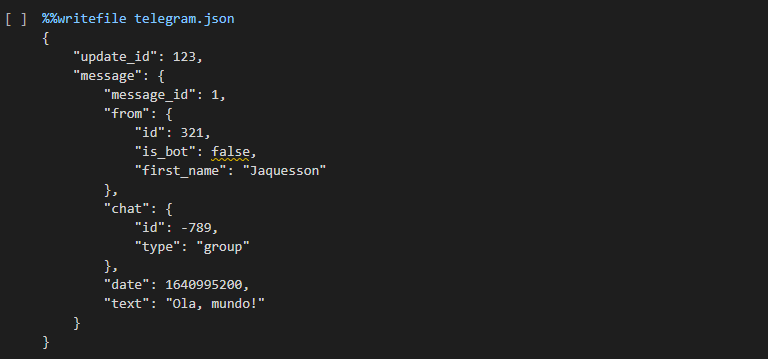 [ ] %%writefile telegram.json
{
    "update_id": 123,
    "message": {
        "message_id": 1,
        "from": {
            "id": 321,
            "is_bot": false,
            "first_name": "Jaquesson"
        },
        "chat": {
            "id": -789,
            "type": "group"
        },
        "date": 1640995200,
        "text": "Ola, mundo!"
    }
}